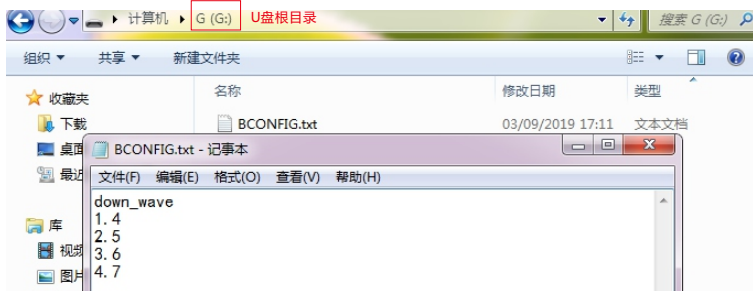 计算机 G (G:) U盘根目录 搜索 G (G:)
组织 共享 新建文件夹
名称 修改日期 类型
收藏夹
下载 BCONFIG.txt 03/09/2019 17:11 文本文档
桌面
BCONFIG.txt - 记事本
最近
文件(F) 编辑(E) 格式(O) 查看(V) 帮助(H)
down_wave
1. 4
库
2. 5
视频
3. 6
图片
4. 7